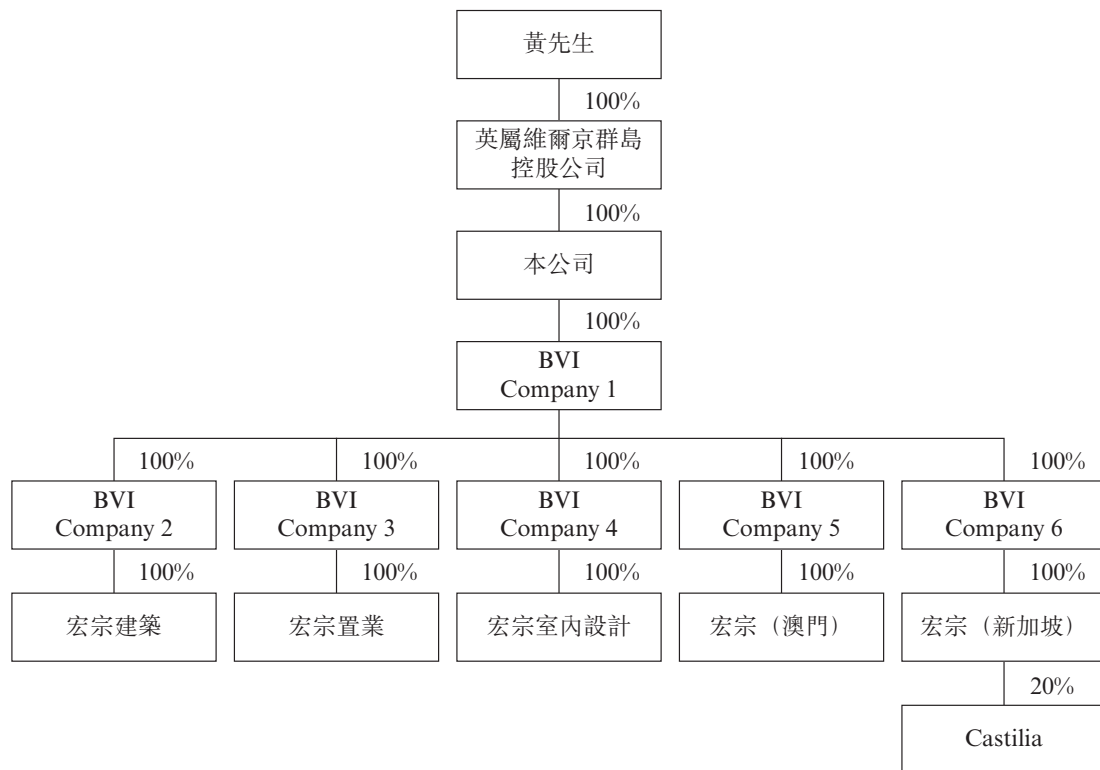 黃先生
100%
英屬維爾京群島
控股公司
100%
本公司
100%
BVI
Company 1
100%
100%
100%
100%
100%
BVI
Company 2
BVI
Company 3
BVI
Company 4
BVI
Company 5
BVI
Company 6
100%
100%
100%
100%
100%
宏宗建築
宏宗置業
宏宗室內設計
宏宗（澳門）
宏宗（新加坡）
20%
Castilia